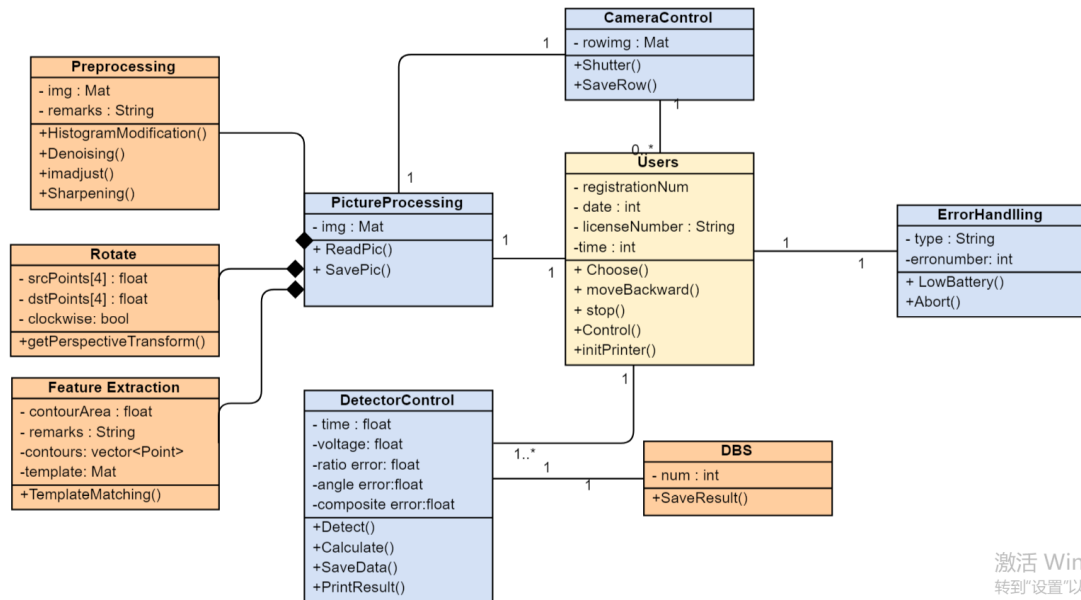 CameraControl
- rowimg : Mat
+Shutter()
+SaveRow()
1
1
1
0..*
Preprocessing
- img : Mat
- remarks : String
+HistogramModification()
+Denoising()
+imadjust()
+Sharpening()
PictureProcessing
- img : Mat
+ ReadPic()
+ SavePic()
1
1
Users
- registrationNum
- date : int
- licenseNumber : String
-time : int
+ Choose()
+ moveBackward()
+ stop()
+Control()
+initPrinter()
1
1
ErrorHandlling
- type : String
-erronumber: int
+ LowBattery()
+Abort()
Rotate
- srcPoints[4] : float
- dstPoints[4] : float
- clockwise: bool
+getPerspectiveTransform()
Feature Extraction
- contourArea : float
- remarks : String
-contours: vector<Point>
-template: Mat
+TemplateMatching()
1
1..*
DetectorControl
- time : float
-voltage: float
-ratio error: float
-angle error:float
-composite error:float
+Detect()
+Calculate()
+SaveData()
+PrintResult()
1
1
DBS
- num : int
+SaveResult()
激活 Win
转到"设置"以